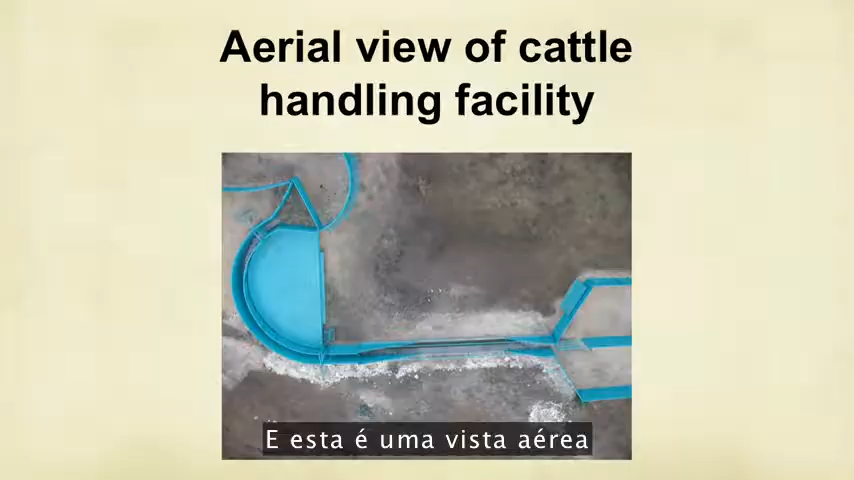 Aerial view of cattle
handling facility
E esta é uma vista aérea